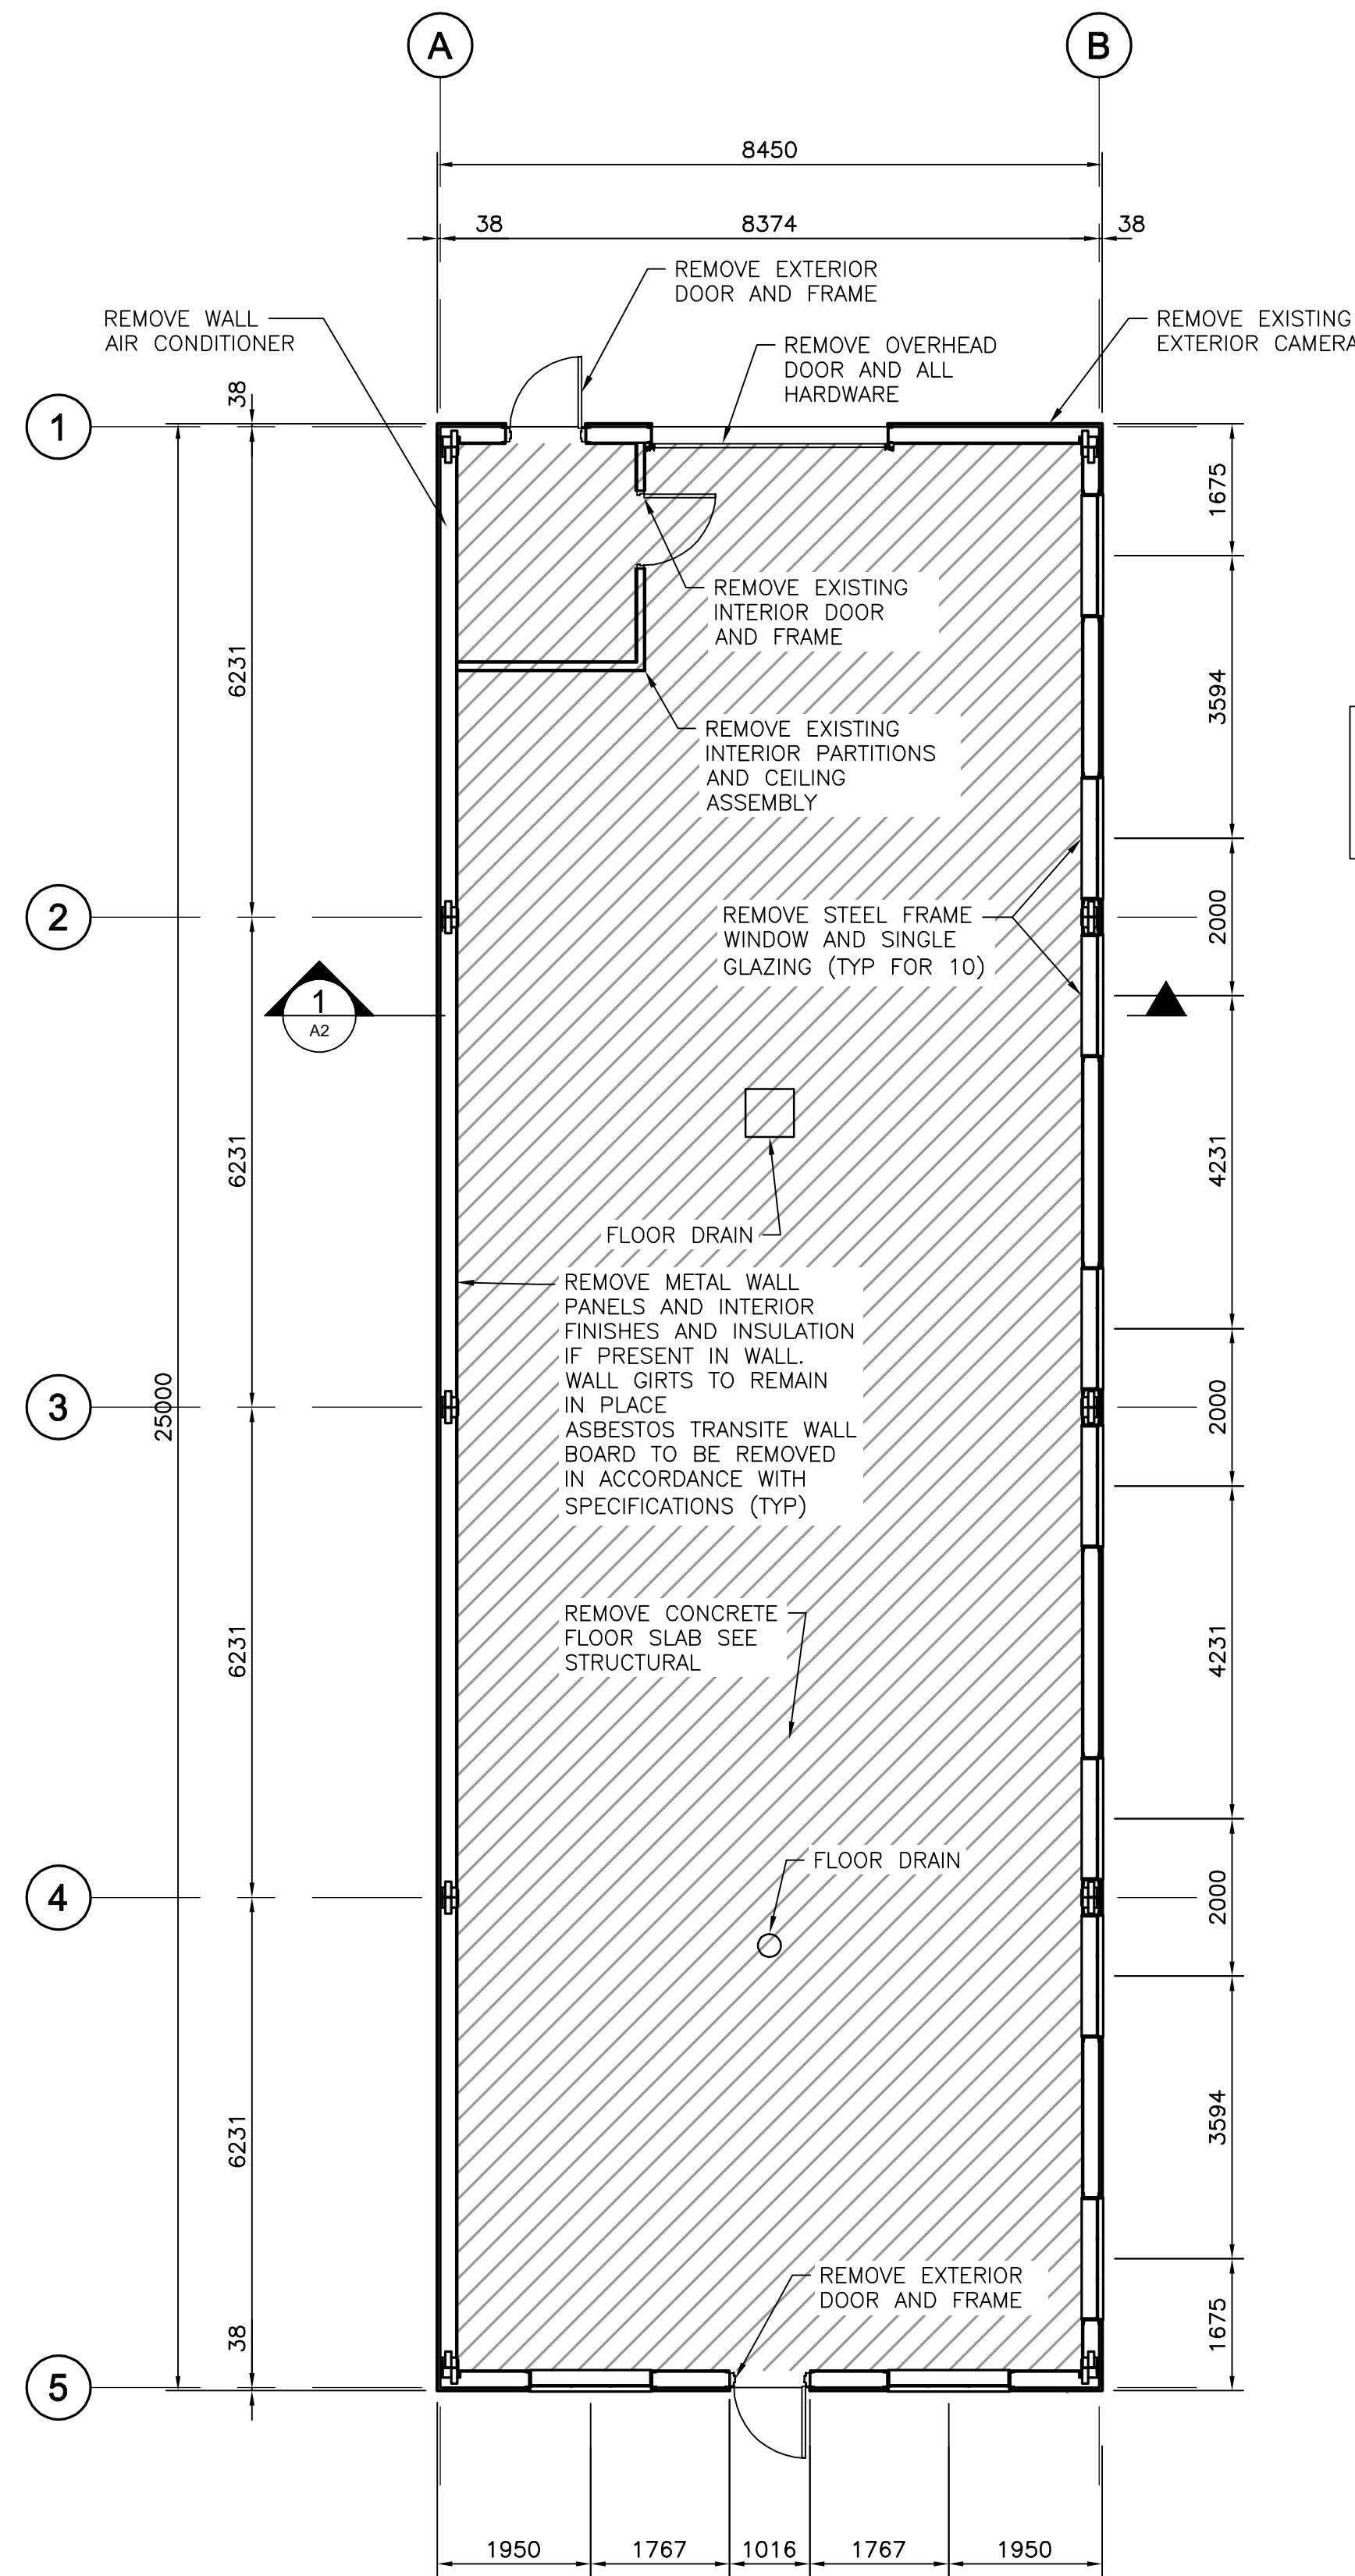 A
B
8450
38
8374
38
REMOVE EXTERIOR
DOOR AND FRAME
REMOVE WALL
AIR CONDITIONER
REMOVE OVERHEAD
DOOR AND ALL
HARDWARE
REMOVE EXISTING
EXTERIOR CAMERA
38
1
1675
REMOVE EXISTING
INTERIOR DOOR
AND FRAME
6231
3594
REMOVE EXISTING
INTERIOR PARTITIONS
AND CEILING
ASSEMBLY
2
REMOVE STEEL FRAME
WINDOW AND SINGLE
GLAZING (TYP FOR 10)
2000
1
A2
6231
4231
FLOOR DRAIN
REMOVE METAL WALL
PANELS AND INTERIOR
FINISHES AND INSULATION
IF PRESENT IN WALL.
WALL GIRTS TO REMAIN
IN PLACE
ASBESTOS TRANSITE WALL
BOARD TO BE REMOVED
IN ACCORDANCE WITH
SPECIFICATIONS (TYP)
3
25000
2000
REMOVE CONCRETE
FLOOR SLAB SEE
STRUCTURAL
6231
4231
FLOOR DRAIN
4
2000
6231
3594
REMOVE EXTERIOR
DOOR AND FRAME
38
1675
5
1950
1767
1016
1767
1950